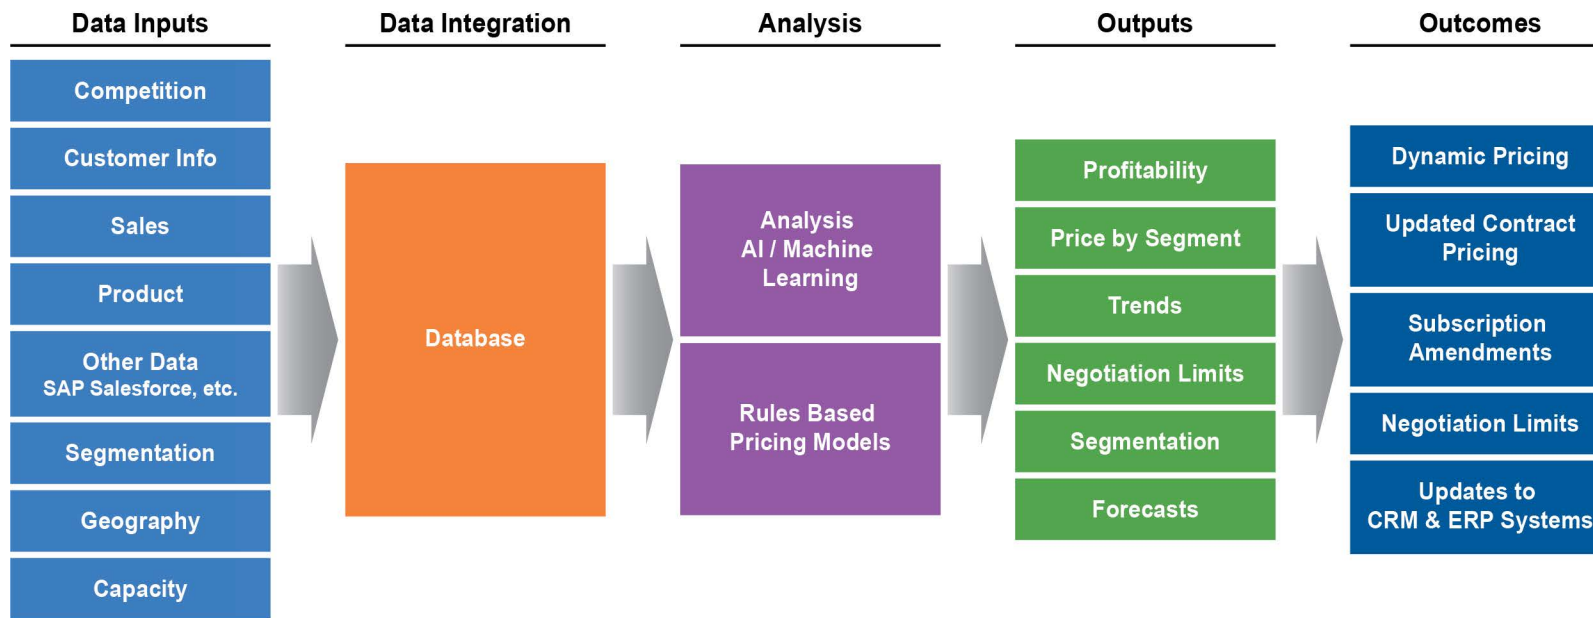 Data Inputs
Competition
Customer Info
Sales
Product
Other Data
SAP Salesforce, etc.
Segmentation
Geography
Capacity
Data Integration
Database
Analysis
Analysis
AI / Machine
Learning
Rules Based
Pricing Models
Outputs
Profitability
Price by Segment
Trends
Negotiation Limits
Segmentation
Forecasts
Outcomes
Dynamic Pricing
Updated Contract
Pricing
Subscription
Amendments
Negotiation Limits
Updates to
CRM & ERP Systems